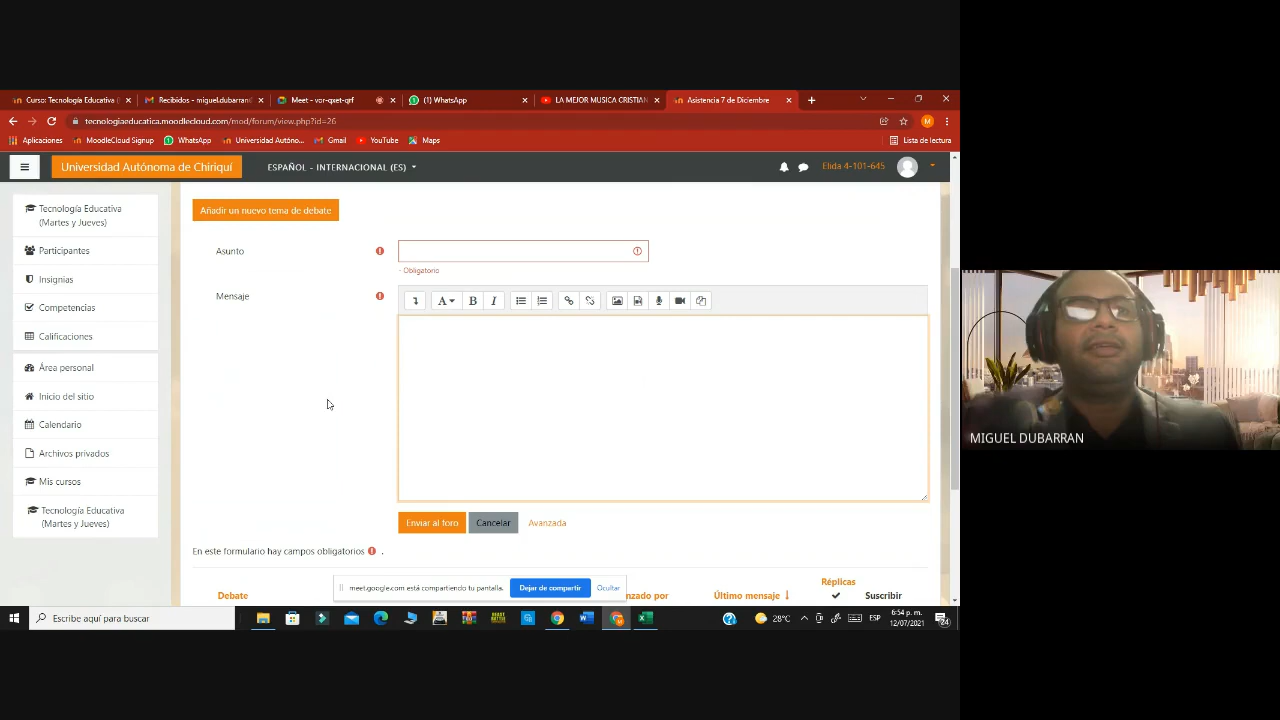 Curso: Tecnología Educativa (
Recibidos - miguel.dubarran@
Meet - vor-qxet-qrf
(1) WhatsApp
LA MEJOR MUSICA CRISTIAN
Asistencia 7 de Diciembre
tecnologiaeducatica.moodlecloud.com/mod/forum/view.php?id=26
M
Aplicaciones
MoodleCloud Signup
WhatsApp
Universidad Autóno...
Gmail
YouTube
Maps
Lista de lectura
Universidad Autónoma de Chiriquí
ESPAÑOL - INTERNACIONAL (ES)
Elida 4-101-645
Tecnología Educativa
(Martes y Jueves)
Participantes
Insignias
Competencias
Calificaciones
Área personal
Inicio del sitio
Calendario
Archivos privados
Mis cursos
Tecnología Educativa
(Martes y Jueves)
Añadir un nuevo tema de debate
Asunto
- Obligatorio
Mensaje
A B I
Enviar al foro
Cancelar
Avanzada
En este formulario hay campos obligatorios .
Réplicas
Debate
nzado por
Último mensaje
Suscribir
meet.google.com está compartiendo tu pantalla.
Dejar de compartir
Ocultar
MIGUEL DUBARRAN
Escribe aquí para buscar
28°C
ESP
6:54 p. m.
12/07/2021
24